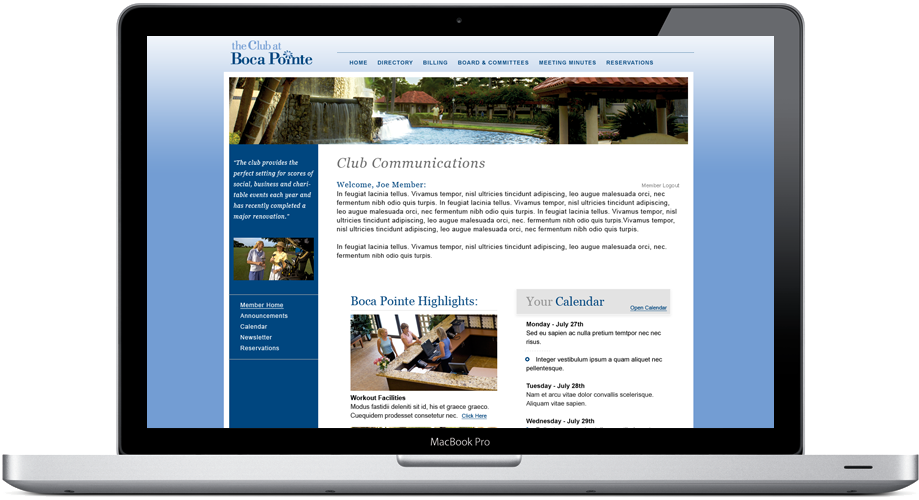 the Club at
Boca Pointe
HOME DIRECTORY BILLING BOARD & COMMITTEES MEETING MINUTES RESERVATIONS
"The club provides the
perfect setting for scores of
social, business and chari-
table events each year and
has recently completed a
major renovation."
Member Home
Announcements
Calendar
Newsletter
Reservations
Club Communications
Welcome, Joe Member:
Member Logout
In feugiat lacinia tellus. Vivamus tempor, nisl ultricies tincidunt adipiscing, leo augue malesuada orci, nec
fermentum nibh odio quis turpis. In feugiat lacinia tellus. Vivamus tempor, nisl ultricies tincidunt adipiscing,
leo augue malesuada orci, nec fermentum nibh odio quis turpis. In feugiat lacinia tellus. Vivamus tempor, nisl
ultricies tincidunt adipiscing, leo augue malesuada orci, nec. fermentum nibh odio quis turpis Vivamus tempor,
nisl ultricies tincidunt adipiscing, leo augue malesuada orci, nec fermentum nibh odio quis turpis.
In feugiat lacinia tellus. Vivamus tempor, nisl ultricies tincidunt adipiscing, leo augue malesuada orci, nec.
fermentum nibh odio quis turpis.
Boca Pointe Highlights:
Workout Facilities
Modus fastidii deleniti sit id, his et graece graeco.
Cuequidem prodesset consetetur nec. Click Here
Your Calendar
Open Calendar
Monday - July 27th
Sed eu sapien ac nulla pretium temtpor nec nec
risus.
Integer vestibulum ipsum a quam aliquet nec
pellentesque.
Tuesday - July 28th
Nam et arcu vitae dolor convallis scelerisque.
Aliquam vitae sapien.
Wednesday - July 29th
MacBook Pro